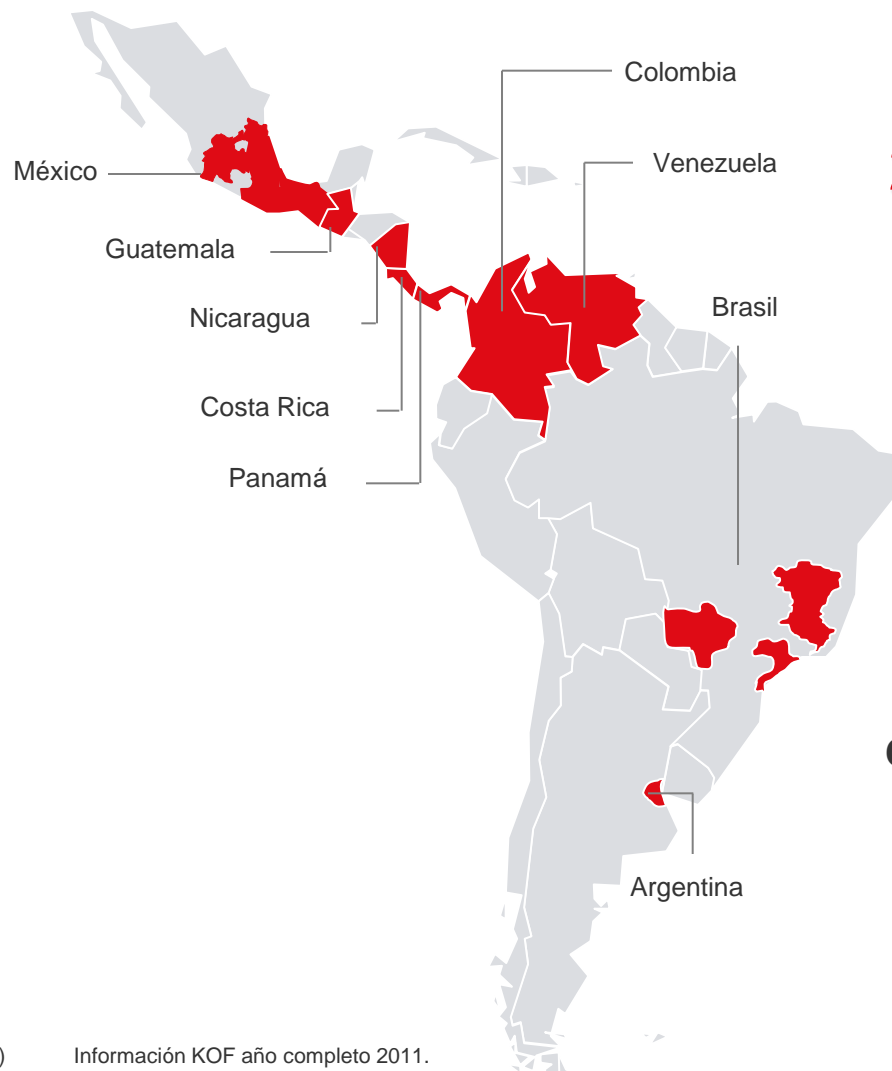 Colombia
México
Venezuela
Guatemala
Brasil
Nicaragua
Costa Rica
Panamá
Argentina
) Información KOF año completo 2011.